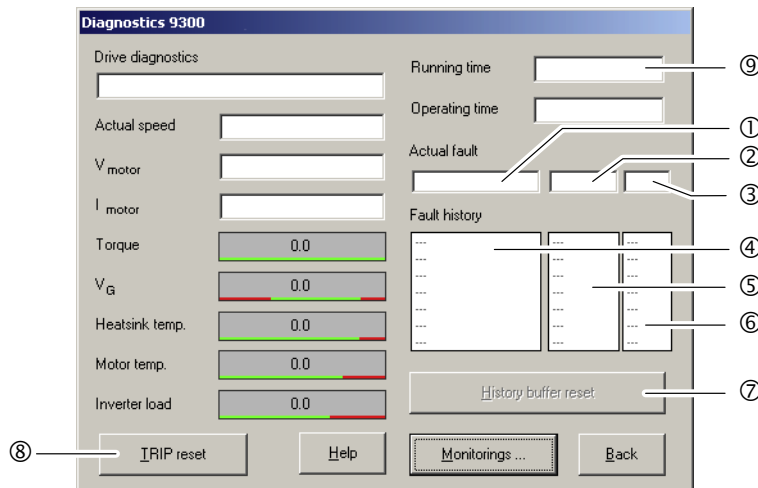 Diagnostics 9300
Drive diagnostics
Actual speed
V motor
I motor
Torque 0.0
VG 0.0
Heatsink temp. 0.0
Motor temp. 0.0
Inverter load 0.0
TRIP reset
Help
Running time
Operating time
Actual fault
Fault history
--- --- ---
--- --- ---
--- --- ---
--- --- ---
--- --- ---
--- --- ---
--- --- ---
History buffer reset
Monitorings ...
Back
⑨
①
②
③
④
⑤
⑥
⑦
⑧